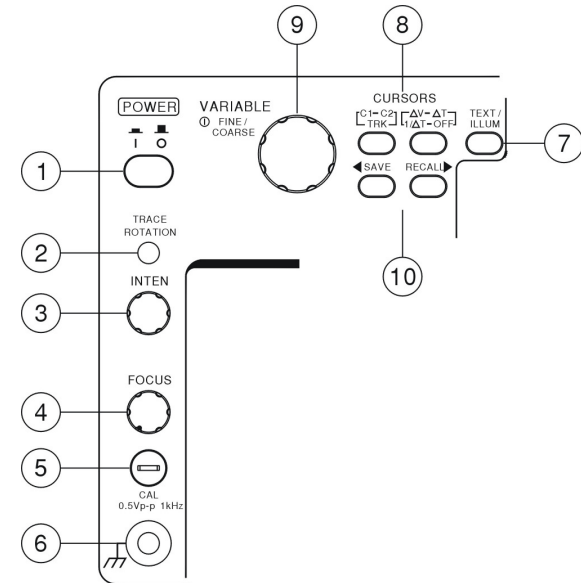 9
8
POWER
VARIABLE
FINE /
COARSE
I O
CURSORS
C1-C2
TRK
ΔV-ΔT
1/ΔT-OFF
TEXT /
ILLUM
7
1
◀SAVE
RECALL▶
TRACE
ROTATION
2
10
INTEN
3
FOCUS
4
5
CAL
0.5Vp-p 1kHz
6